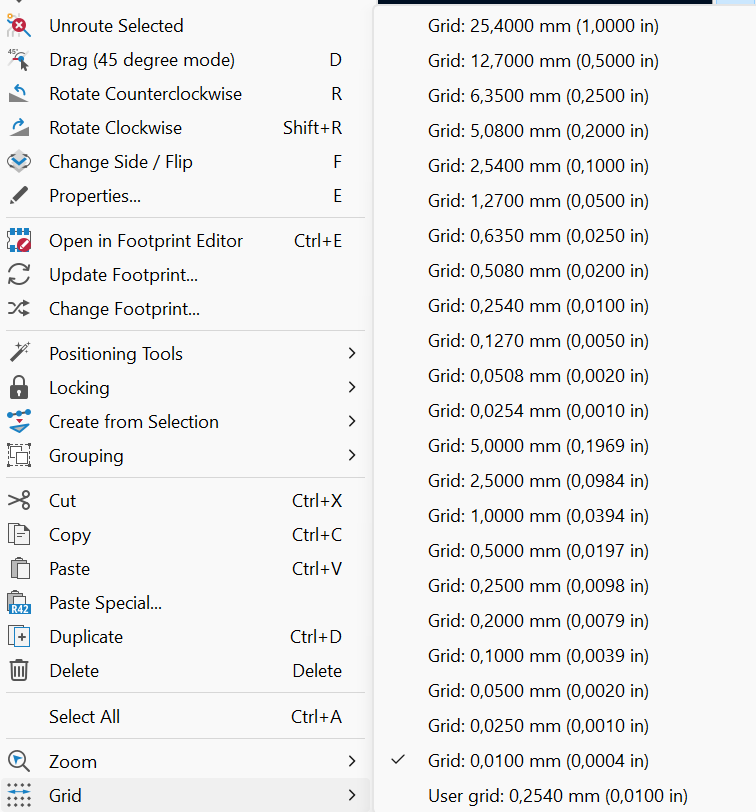 Unroute Selected
45°
Drag (45 degree mode) D
Rotate Counterclockwise R
Rotate Clockwise Shift+R
Change Side / Flip F
Properties... E
Open in Footprint Editor Ctrl+E
Update Footprint...
Change Footprint...
Positioning Tools
Locking
Create from Selection
Grouping
Cut Ctrl+X
Copy Ctrl+C
Paste Ctrl+V
Paste Special...
R42
Duplicate Ctrl+D
Delete Delete
Select All Ctrl+A
Zoom
Grid
Grid: 25,4000 mm (1,0000 in)
Grid: 12,7000 mm (0,5000 in)
Grid: 6,3500 mm (0,2500 in)
Grid: 5,0800 mm (0,2000 in)
Grid: 2,5400 mm (0,1000 in)
Grid: 1,2700 mm (0,0500 in)
Grid: 0,6350 mm (0,0250 in)
Grid: 0,5080 mm (0,0200 in)
Grid: 0,2540 mm (0,0100 in)
Grid: 0,1270 mm (0,0050 in)
Grid: 0,0508 mm (0,0020 in)
Grid: 0,0254 mm (0,0010 in)
Grid: 5,0000 mm (0,1969 in)
Grid: 2,5000 mm (0,0984 in)
Grid: 1,0000 mm (0,0394 in)
Grid: 0,5000 mm (0,0197 in)
Grid: 0,2500 mm (0,0098 in)
Grid: 0,2000 mm (0,0079 in)
Grid: 0,1000 mm (0,0039 in)
Grid: 0,0500 mm (0,0020 in)
Grid: 0,0250 mm (0,0010 in)
Grid: 0,0100 mm (0,0004 in)
User grid: 0,2540 mm (0,0100 in)